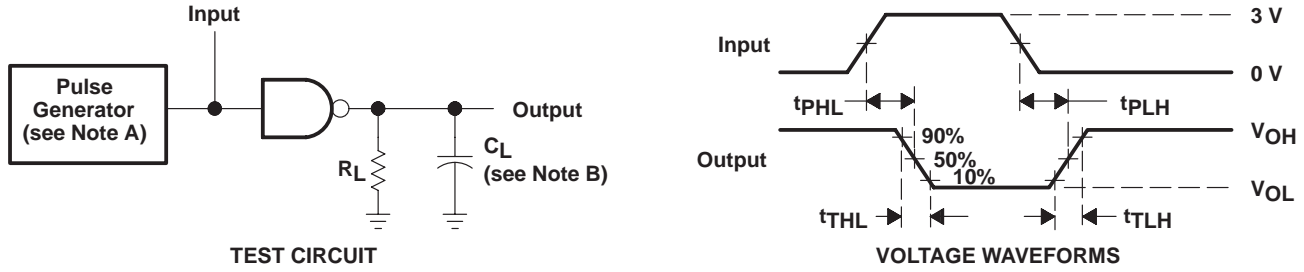 Input
Pulse
Generator
(see Note A)
Output
RL
CL
(see Note B)
TEST CIRCUIT
Input
3 V
0 V
tPHL
tPLH
Output
90%
50%
10%
VOH
VOL
tTHL
tTLH
VOLTAGE WAVEFORMS